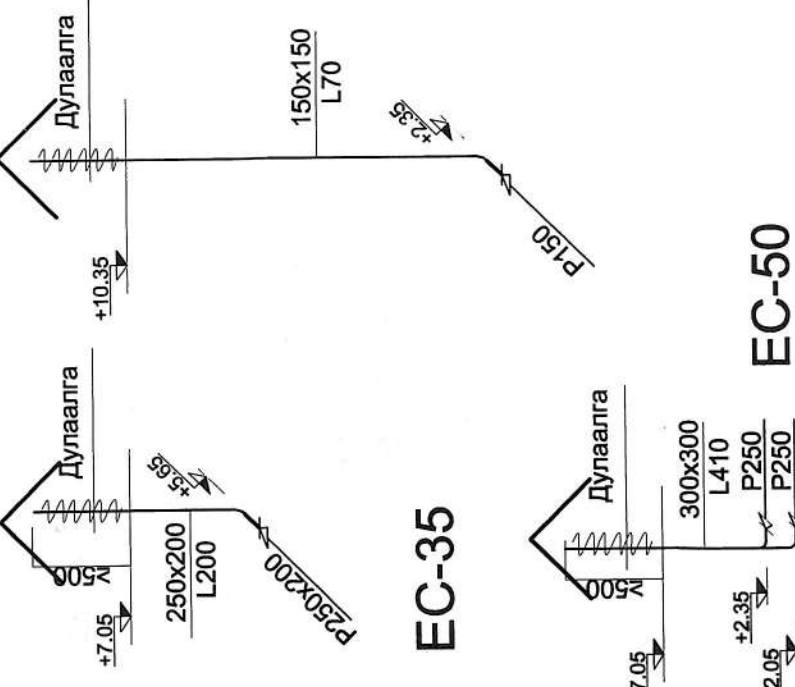 Дулаалга
+10.35
150x150
L70
+2.35
P150
Дулаалга
≥500
+7.05
250x200
L200
+5.65
P250x200
EC-35
EC-50
Дулаалга
≥500
7.05
300x300
L410
P250
P250
+2.35
2.05